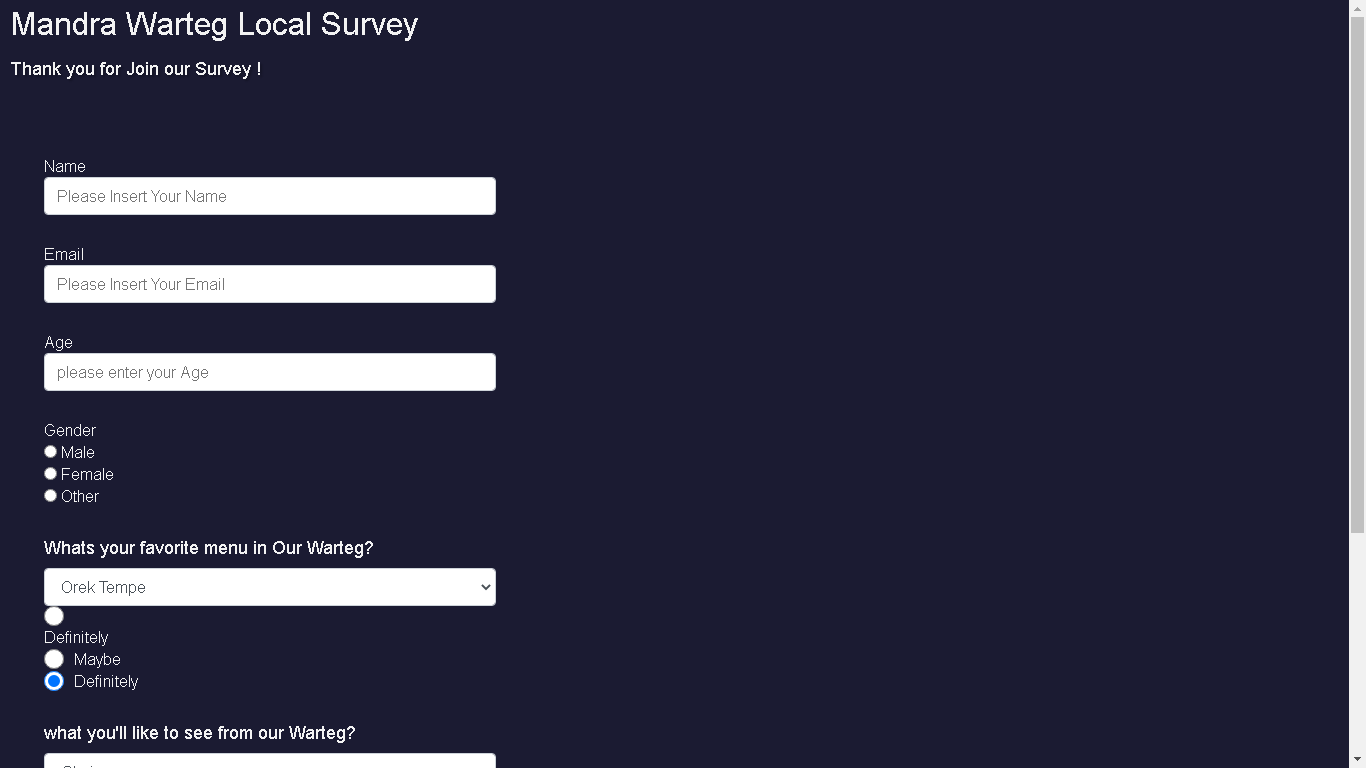 Mandra Warteg Local Survey
Thank you for Join our Survey !
Name
Please Insert Your Name
Email
Please Insert Your Email
Age
please enter your Age
Gender
Male
Female
Other
Whats your favorite menu in Our Warteg?
Orek Tempe
Definitely
Maybe
Definitely
what you'll like to see from our Warteg?